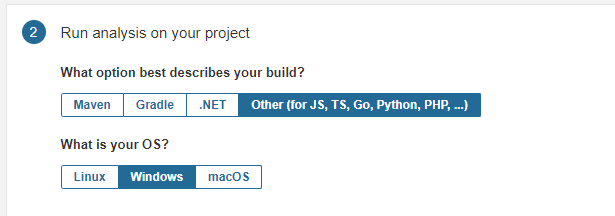 2 Run analysis on your project
What option best describes your build?
Maven Gradle .NET Other (for JS, TS, Go, Python, PHP, ...)
What is your OS?
Linux Windows macOS